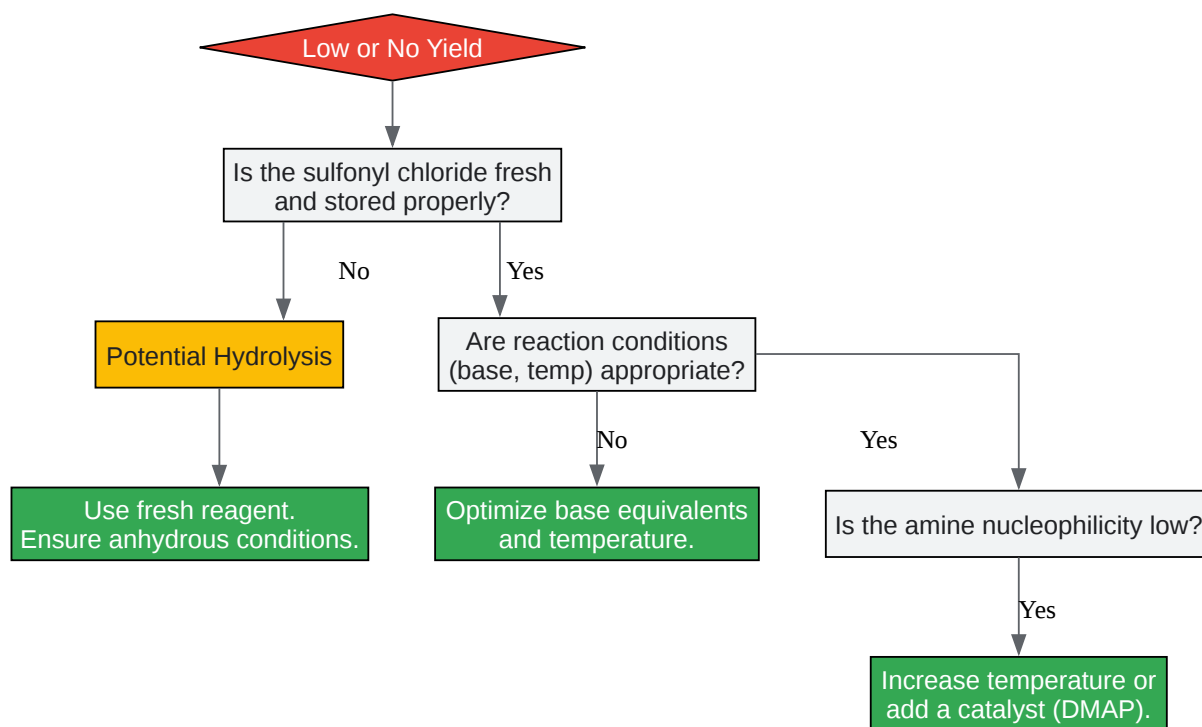 Low or No Yield
Is the sulfonyl chloride fresh
and stored properly?
No
Yes
Potential Hydrolysis
Are reaction conditions
(base, temp) appropriate?
No
Yes
Use fresh reagent.
Ensure anhydrous conditions.
Optimize base equivalents
and temperature.
Is the amine nucleophilicity low?
Yes
Increase temperature or
add a catalyst (DMAP).